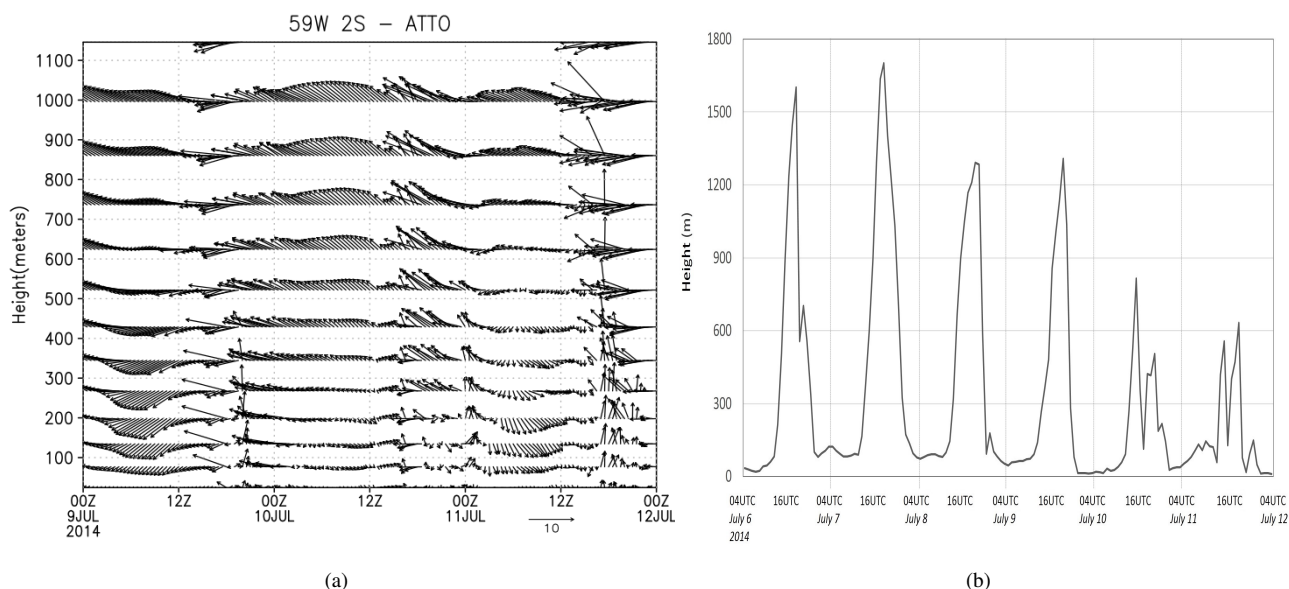 59W 2S – ATTO
Height(meters)
1100
1000
900
800
700
600
500
400
300
200
100
00Z 12Z 00Z 12Z 00Z 12Z 00Z
9JUL 10JUL 11JUL 12JUL
2014
10
(a)
Height (m)
1800
1500
1200
900
600
300
0
04UTC 16UTC 04UTC 16UTC 04UTC 16UTC 04UTC 16UTC 04UTC 16UTC 04UTC 16UTC 04UTC
July 6 July 7 July 8 July 9 July 10 July 11 July 12
2014
(b)